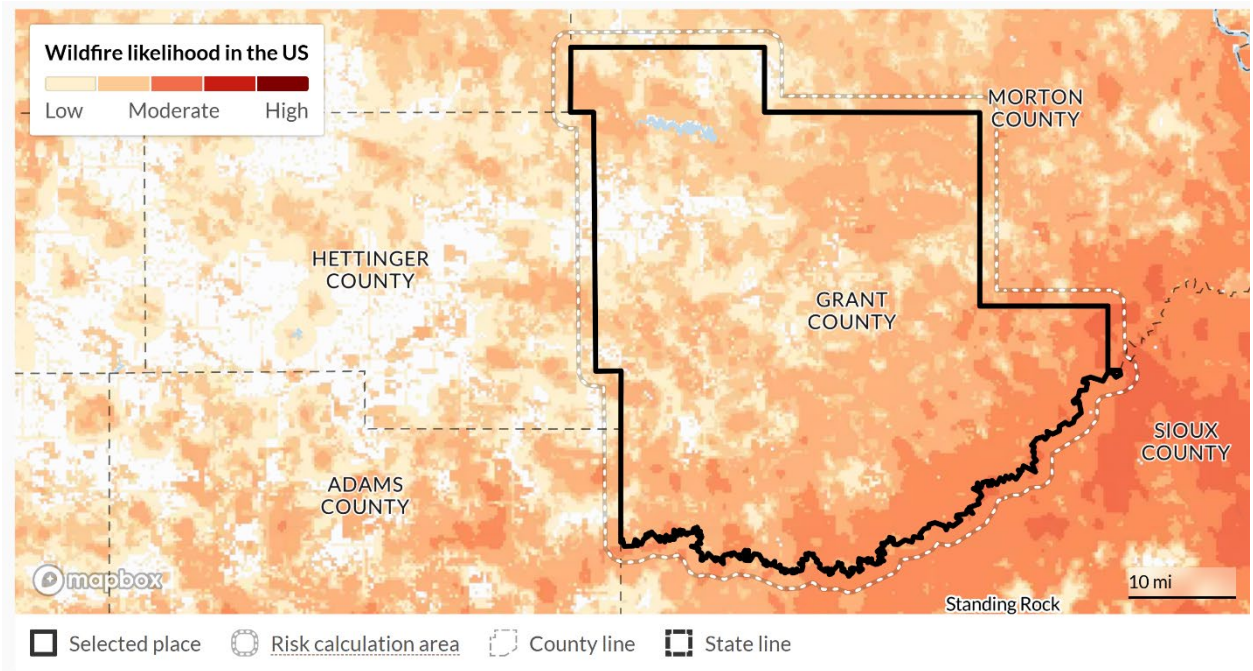 Wildfire likelihood in the US
Low Moderate High
MORTON
COUNTY
HETTINGER
COUNTY
GRANT
COUNTY
SIOUX
COUNTY
ADAMS
COUNTY
mapbox
10 mi
Standing Rock
Selected place Risk calculation area County line State line